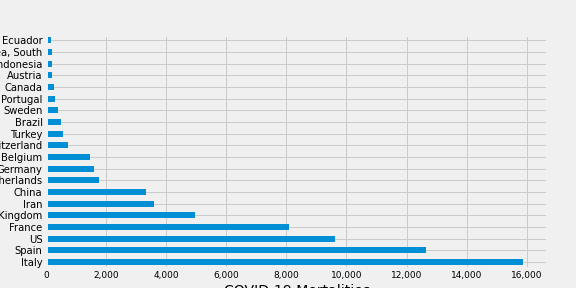 Ecuador
ea, South
ndonesia
Austria
Canada
Portugal
Sweden
Brazil
Turkey
itzerland
Belgium
Germany
herlands
China
Iran
Kingdom
France
US
Spain
Italy
0 2,000 4,000 6,000 8,000 10,000 12,000 14,000 16,000
COVID-19 Mortalities